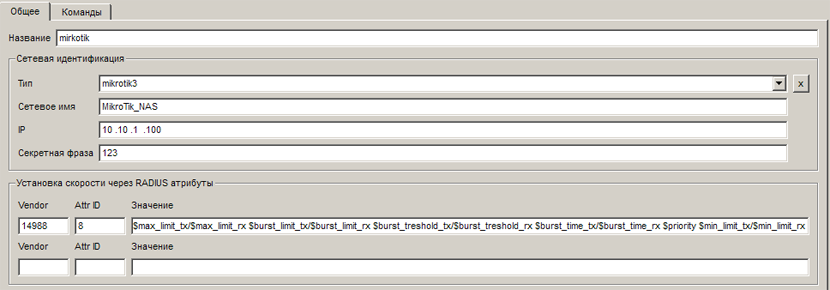 Общее Команды
Название mirkotik
Сетевая идентификация
Тип mikrotik3 x
Сетевое имя MikroTik_NAS
IP 10 .10 .1 .100
Секретная фраза 123
Установка скорости через RADIUS атрибуты
Vendor Attr ID Значение
14988 8 $max_limit_tx/$max_limit_rx $burst_limit_tx/$burst_limit_rx $burst_treshold_tx/$burst_treshold_rx $burst_time_tx/$burst_time_rx $priority $min_limit_tx/$min_limit_rx
Vendor Attr ID Значение